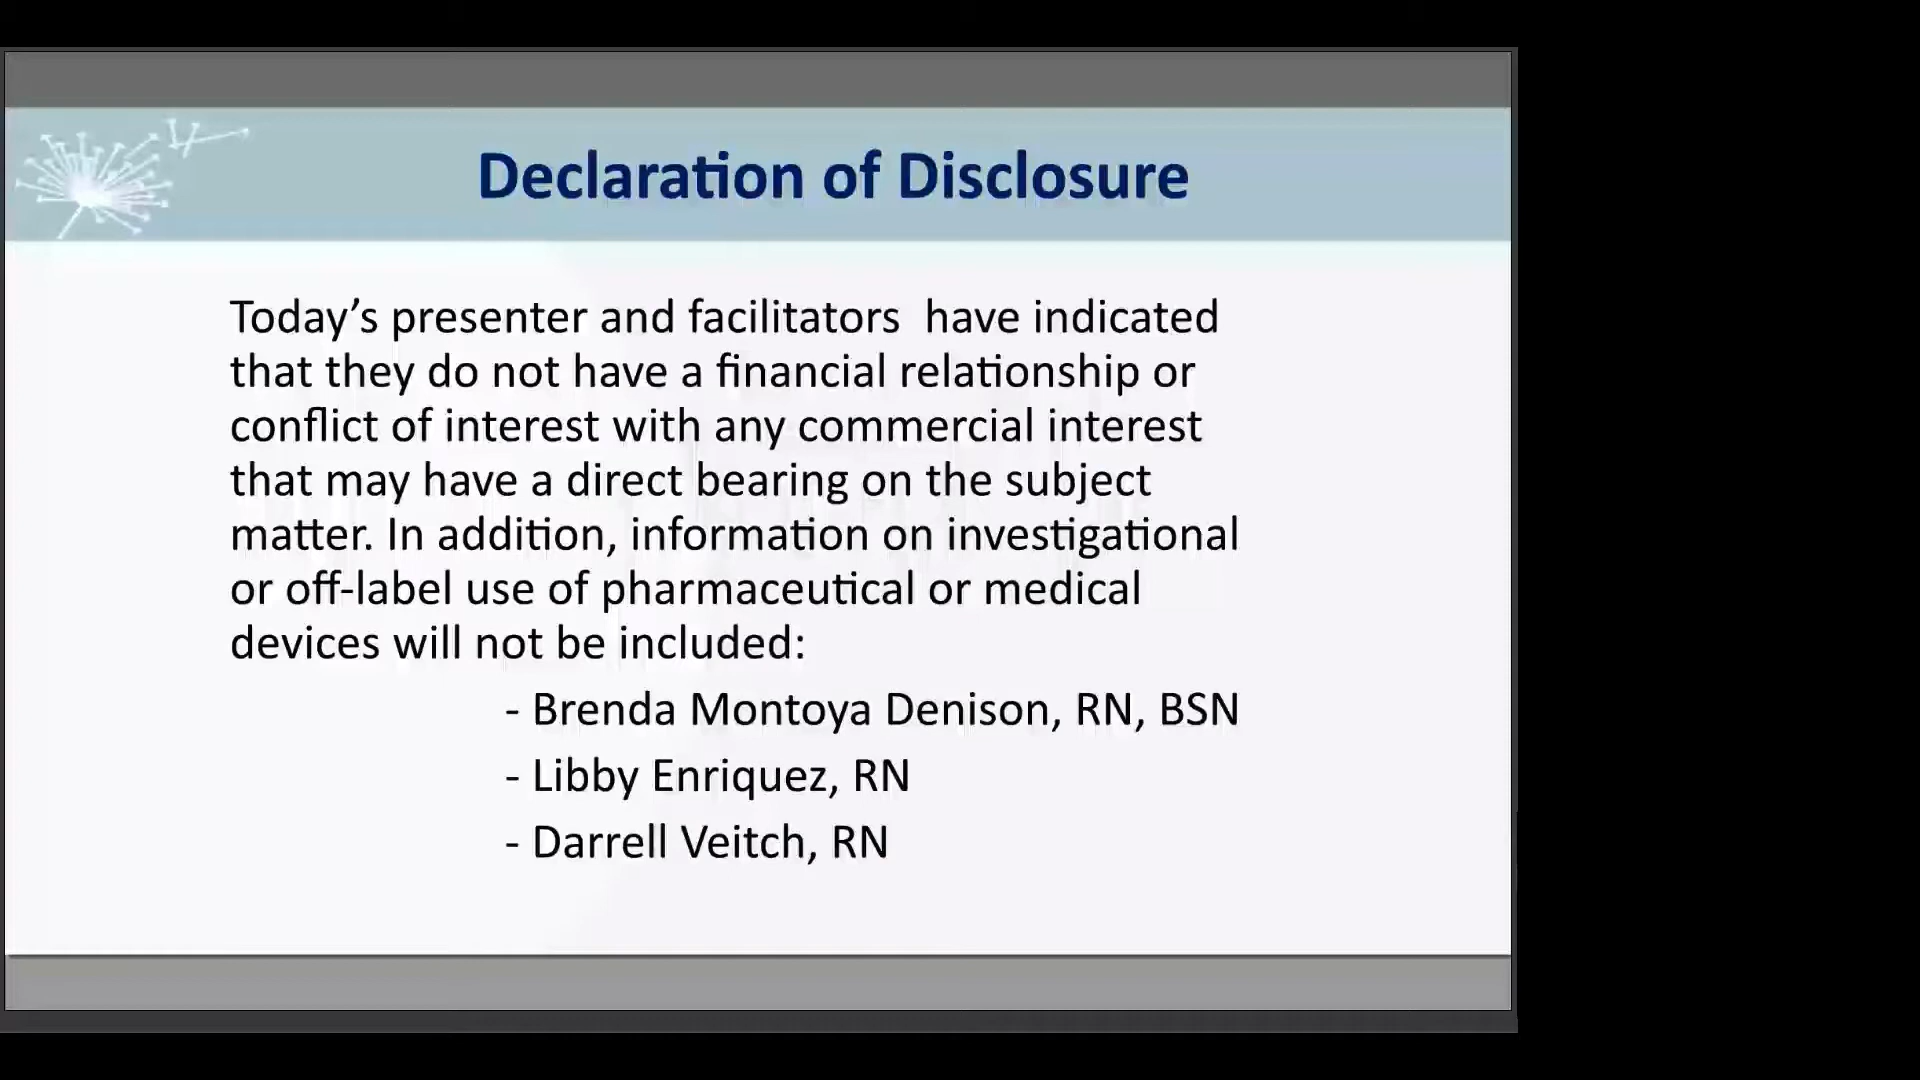 Declaration of Disclosure
Today’s presenter and facilitators  have indicated
that they do not have a financial relationship or
conflict of interest with any commercial interest
that may have a direct bearing on the subject
matter. In addition, information on investigational
or off-label use of pharmaceutical or medical
devices will not be included:
- Brenda Montoya Denison, RN, BSN
- Libby Enriquez, RN
- Darrell Veitch, RN